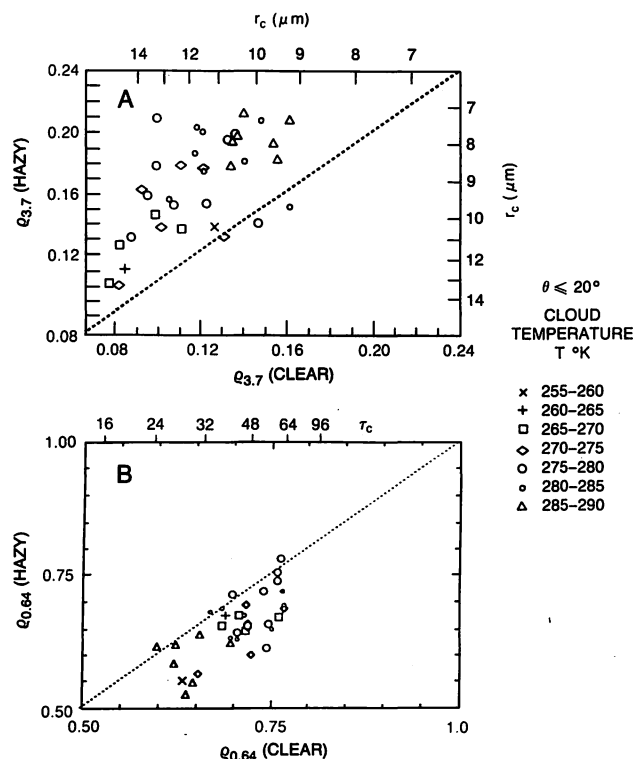 r_c (μm)
14 12 10 9 8 7
0.24
A
7
0.20
8
ϱ3.7 (HAZY)
0.16
9
r_c (μm)
10
0.12
12
14
0.08
0.08 0.12 0.16 0.20 0.24
ϱ3.7 (CLEAR)
θ ⩽ 20°
CLOUD
TEMPERATURE
T °K
× 255–260
+ 260–265
□ 265–270
◇ 270–275
○ 275–280
o 280–285
△ 285–290
16 24 32 48 64 96 τ_c
1.00
B
ϱ0.64 (HAZY)
0.75
0.50
0.50 0.75 1.0
ϱ0.64 (CLEAR)